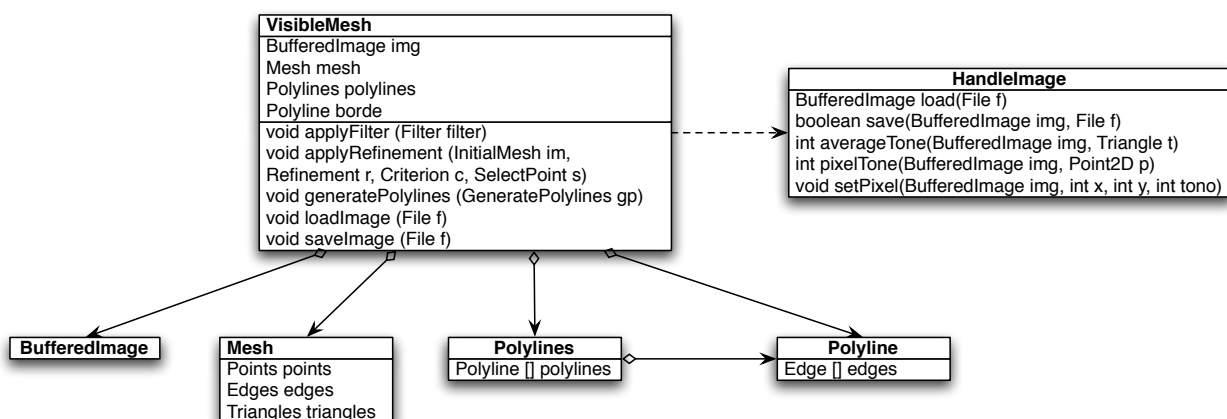 VisibleMesh
BufferedImage img
Mesh mesh
Polylines polylines
Polyline borde
void applyFilter (Filter filter)
void applyRefinement (InitialMesh im,
Refinement r, Criterion c, SelectPoint s)
void generatePolylines (GeneratePolylines gp)
void loadImage (File f)
void saveImage (File f)
HandleImage
BufferedImage load(File f)
boolean save(BufferedImage img, File f)
int averageTone(BufferedImage img, Triangle t)
int pixelTone(BufferedImage img, Point2D p)
void setPixel(BufferedImage img, int x, int y, int tono)
BufferedImage
Mesh
Points points
Edges edges
Triangles triangles
Polylines
Polyline [] polylines
Polyline
Edge [] edges